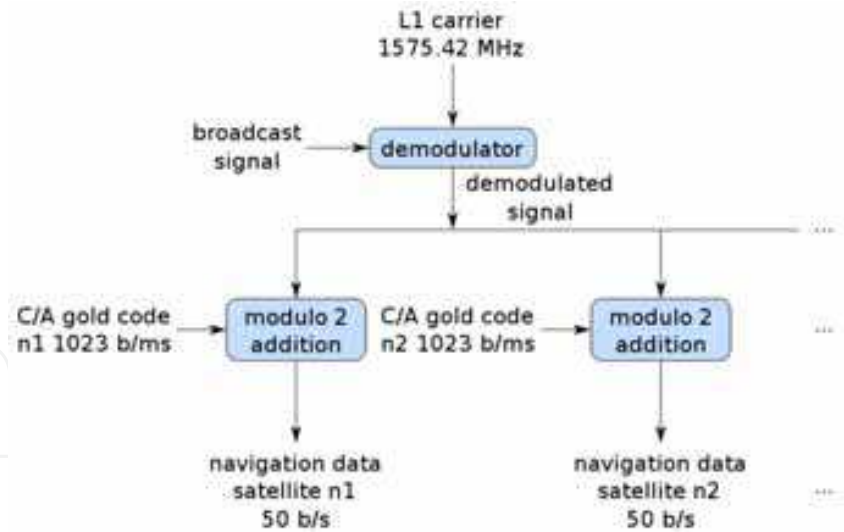 L1 carrier
1575.42 MHz
broadcast
signal
demodulator
demodulated
signal
...
C/A gold code
n1 1023 b/ms
modulo 2
addition
C/A gold code
n2 1023 b/ms
modulo 2
addition
...
navigation data
satellite n1
50 b/s
navigation data
satellite n2
50 b/s
...